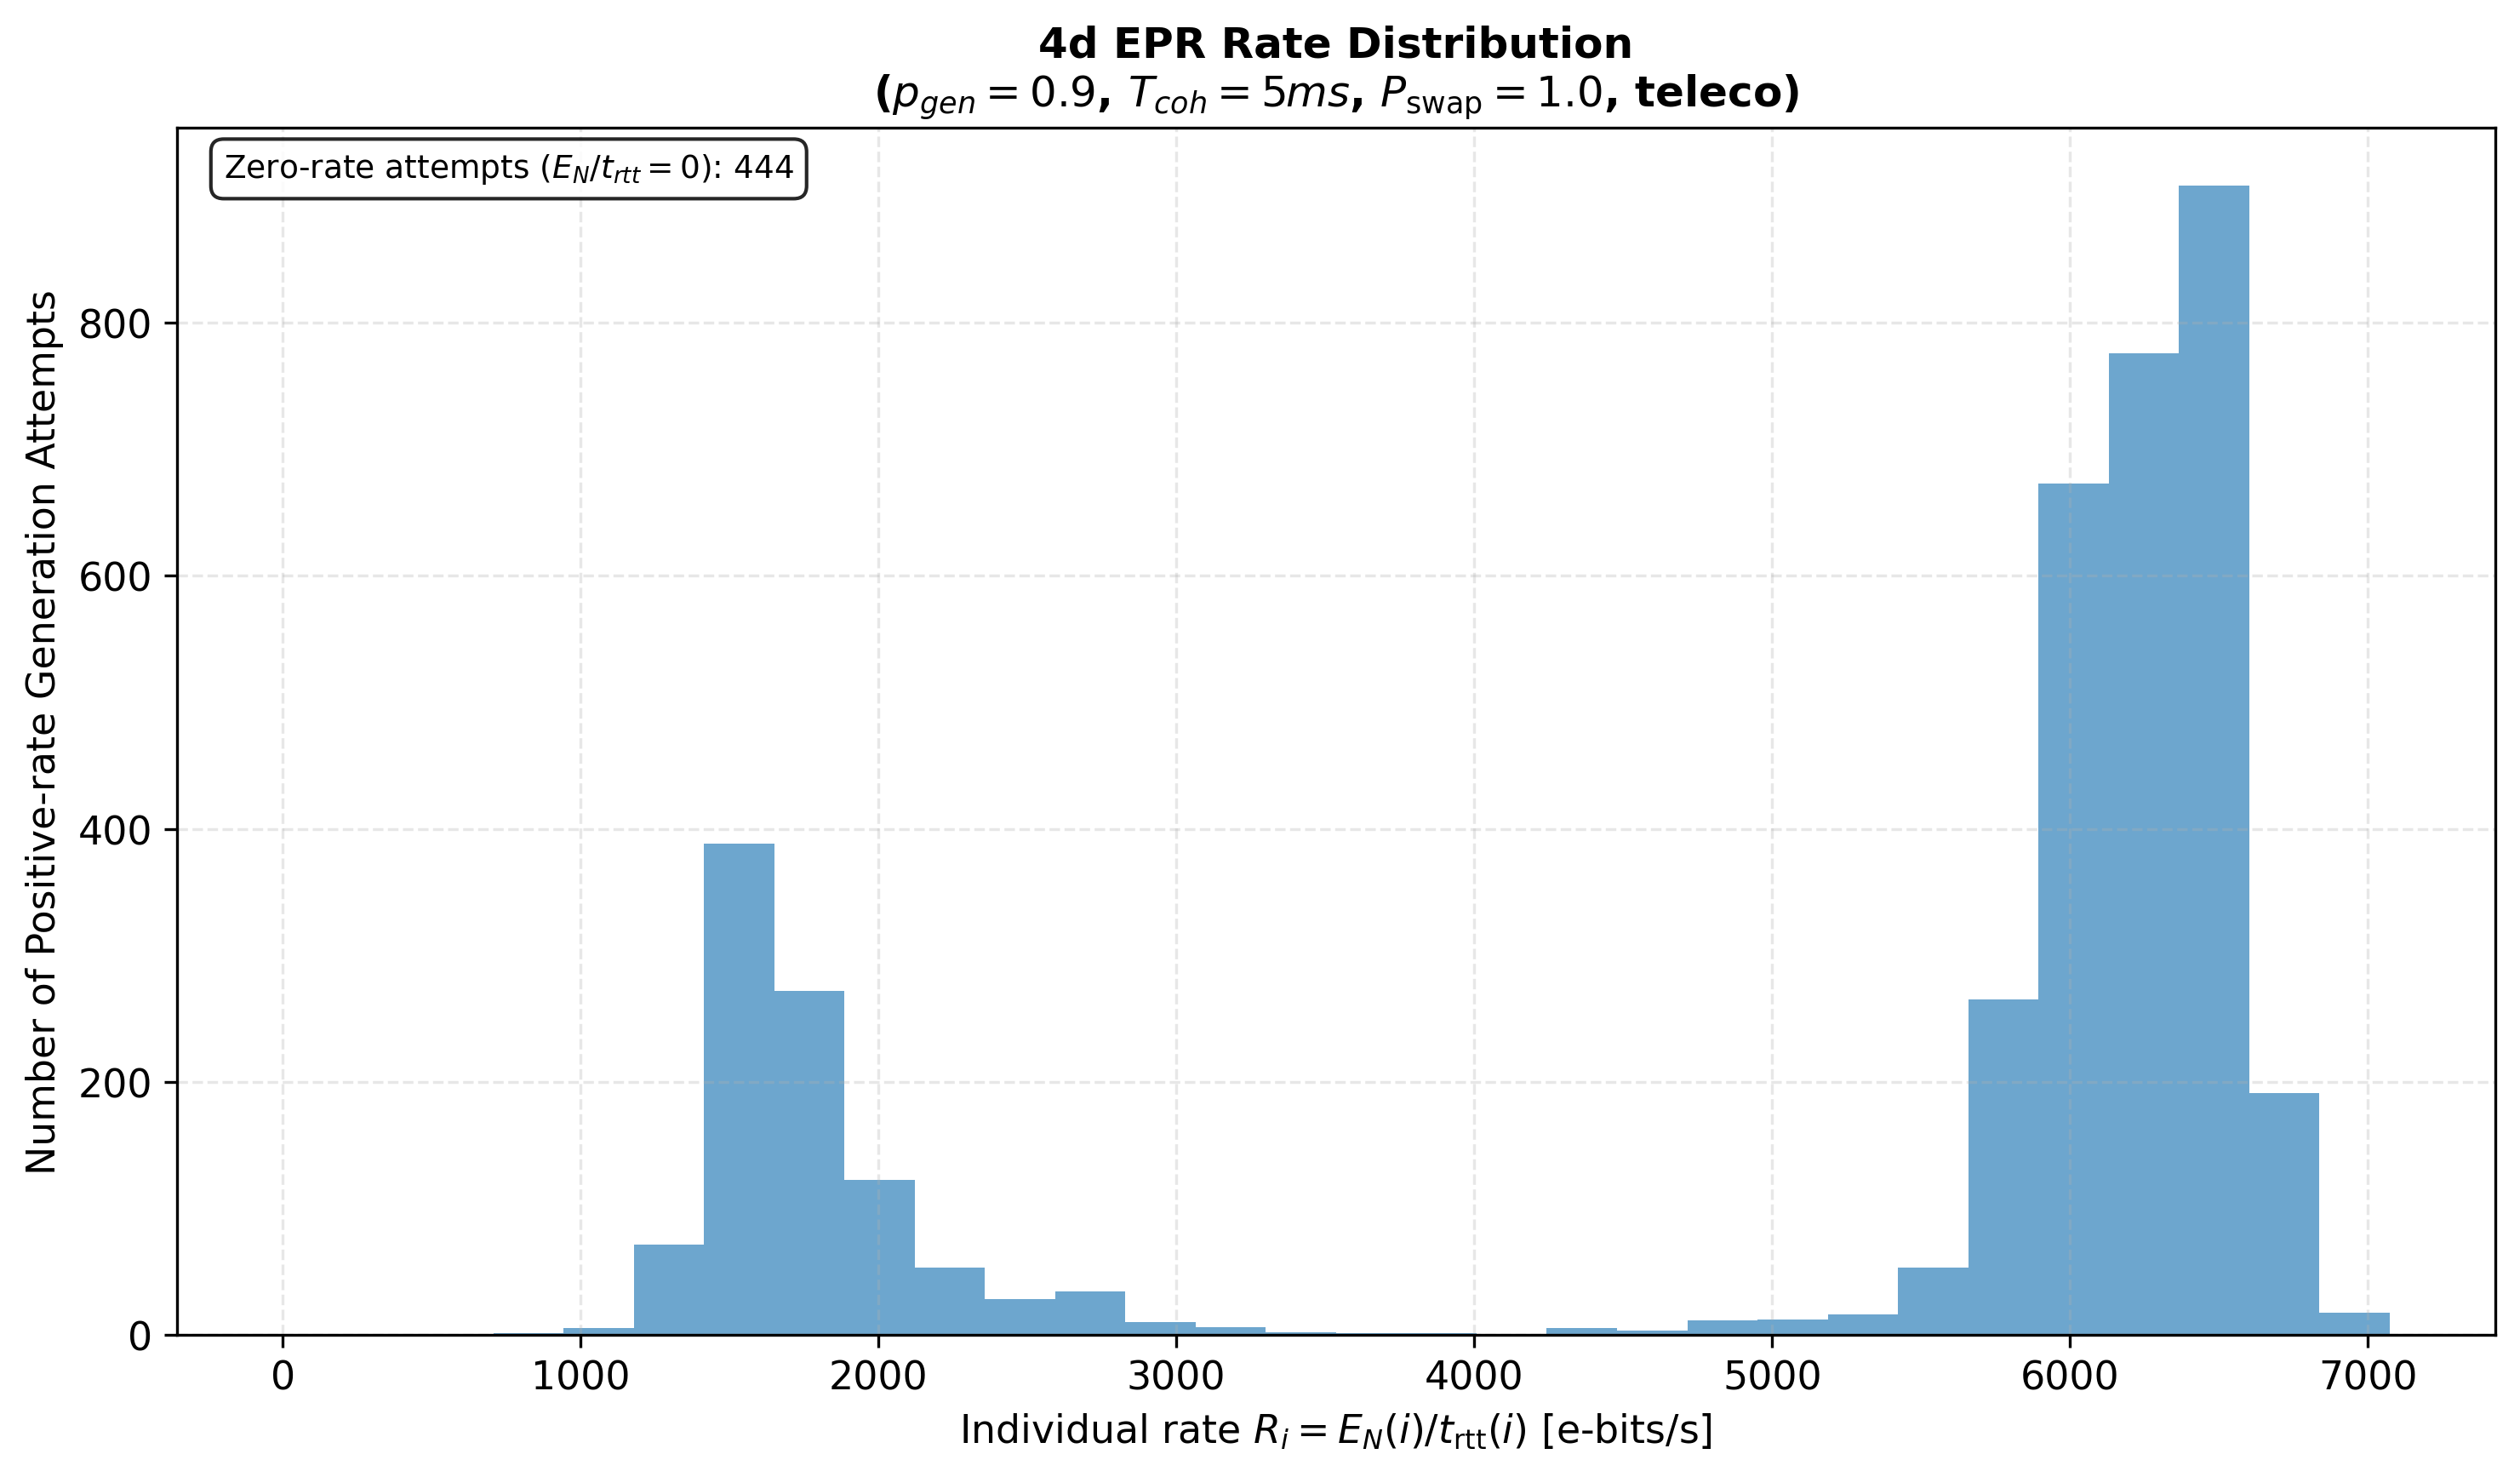 4d EPR Rate Distribution
(p_gen = 0.9, T_coh = 5ms, P_swap = 1.0, teleco)
Zero-rate attempts (E_N/t_rtt = 0): 444
Number of Positive-rate Generation Attempts
800
600
400
200
0
0 1000 2000 3000 4000 5000 6000 7000
Individual rate R_i = E_N(i)/t_rtt(i) [e-bits/s]